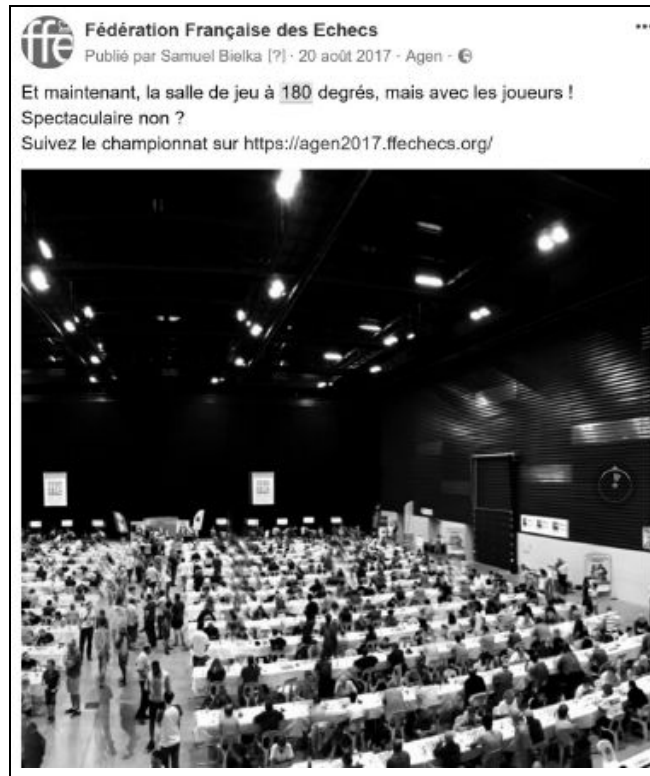 ffe
Fédération Française des Echecs
Publié par Samuel Bielka [?] · 20 août 2017 · Agen ·
Et maintenant, la salle de jeu à 180 degrés, mais avec les joueurs !
Spectaculaire non ?
Suivez le championnat sur https://agen2017.ffechecs.org/